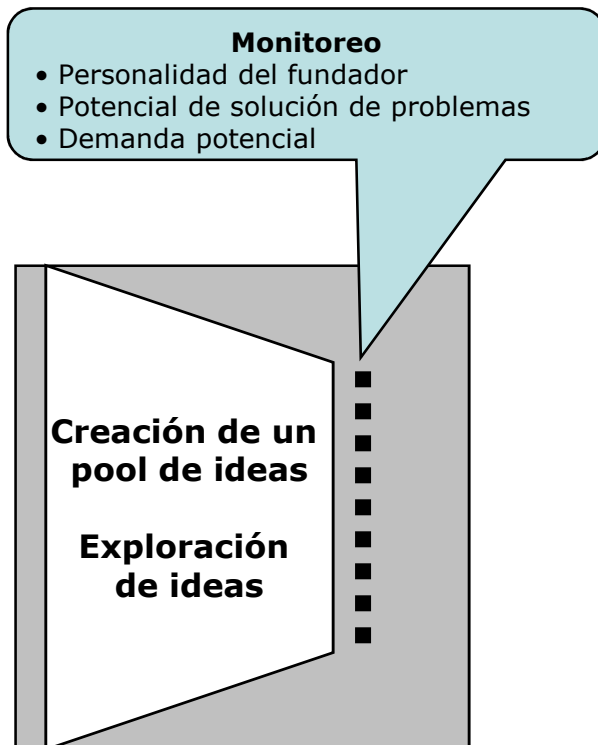 Monitoreo
• Personalidad del fundador
• Potencial de solución de problemas
• Demanda potencial
Creación de un
pool de ideas
Exploración
de ideas